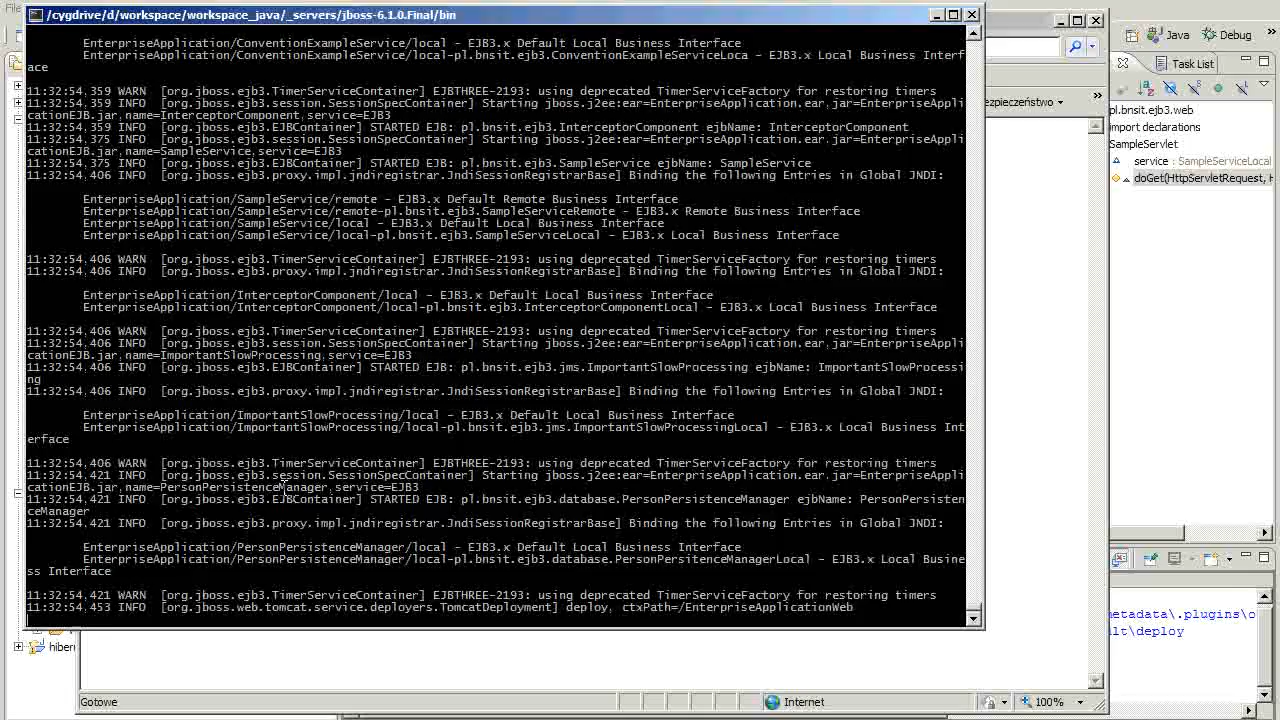 /cygdrive/d/workspace/workspace_java/_servers/jboss-6.1.0.Final/bin
EnterpriseApplication/ConventionExampleService/local - EJB3.x Default Local Business Interface
EnterpriseApplication/ConventionExampleService/local-pl.bnsit.ejb3.ConventionExampleServiceLoca - EJB3.x Local Business Interf
ace
11:32:54,359 WARN  [org.jboss.ejb3.TimerServiceContainer] EJBTHREE-2193: using deprecated TimerServiceFactory for restoring timers
11:32:54,359 INFO  [org.jboss.ejb3.session.SessionSpecContainer] Starting jboss.j2ee:ear=EnterpriseApplication.ear,jar=EnterpriseAppli
cationEJB.jar,name=InterceptorComponent,service=EJB3
11:32:54,359 INFO  [org.jboss.ejb3.EJBContainer] STARTED EJB: pl.bnsit.ejb3.InterceptorComponent ejbName: InterceptorComponent
11:32:54,375 INFO  [org.jboss.ejb3.session.SessionSpecContainer] Starting jboss.j2ee:ear=EnterpriseApplication.ear,jar=EnterpriseAppli
cationEJB.jar,name=SampleService,service=EJB3
11:32:54,375 INFO  [org.jboss.ejb3.EJBContainer] STARTED EJB: pl.bnsit.ejb3.SampleService ejbName: SampleService
11:32:54,406 INFO  [org.jboss.ejb3.proxy.impl.jndiregistrar.JndiSessionRegistrarBase] Binding the following Entries in Global JNDI:
EnterpriseApplication/SampleService/remote - EJB3.x Default Remote Business Interface
EnterpriseApplication/SampleService/remote-pl.bnsit.ejb3.SampleServiceRemote - EJB3.x Remote Business Interface
EnterpriseApplication/SampleService/local - EJB3.x Default Local Business Interface
EnterpriseApplication/SampleService/local-pl.bnsit.ejb3.SampleServiceLocal - EJB3.x Local Business Interface
11:32:54,406 WARN  [org.jboss.ejb3.TimerServiceContainer] EJBTHREE-2193: using deprecated TimerServiceFactory for restoring timers
11:32:54,406 INFO  [org.jboss.ejb3.proxy.impl.jndiregistrar.JndiSessionRegistrarBase] Binding the following Entries in Global JNDI:
EnterpriseApplication/InterceptorComponent/local - EJB3.x Default Local Business Interface
EnterpriseApplication/InterceptorComponent/local-pl.bnsit.ejb3.InterceptorComponentLocal - EJB3.x Local Business Interface
11:32:54,406 WARN  [org.jboss.ejb3.TimerServiceContainer] EJBTHREE-2193: using deprecated TimerServiceFactory for restoring timers
11:32:54,406 INFO  [org.jboss.ejb3.session.SessionSpecContainer] Starting jboss.j2ee:ear=EnterpriseApplication.ear,jar=EnterpriseAppli
cationEJB.jar,name=ImportantSlowProcessing,service=EJB3
11:32:54,406 INFO  [org.jboss.ejb3.EJBContainer] STARTED EJB: pl.bnsit.ejb3.jms.ImportantSlowProcessing ejbName: ImportantSlowProcessi
ng
11:32:54,406 INFO  [org.jboss.ejb3.proxy.impl.jndiregistrar.JndiSessionRegistrarBase] Binding the following Entries in Global JNDI:
EnterpriseApplication/ImportantSlowProcessing/local - EJB3.x Default Local Business Interface
EnterpriseApplication/ImportantSlowProcessing/local-pl.bnsit.ejb3.jms.ImportantSlowProcessingLocal - EJB3.x Local Business Int
erface
11:32:54,406 WARN  [org.jboss.ejb3.TimerServiceContainer] EJBTHREE-2193: using deprecated TimerServiceFactory for restoring timers
11:32:54,421 INFO  [org.jboss.ejb3.session.SessionSpecContainer] Starting jboss.j2ee:ear=EnterpriseApplication.ear,jar=EnterpriseAppli
cationEJB.jar,name=PersonPersistenceManager,service=EJB3
11:32:54,421 INFO  [org.jboss.ejb3.EJBContainer] STARTED EJB: pl.bnsit.ejb3.database.PersonPersistenceManager ejbName: PersonPersisten
ceManager
11:32:54,421 INFO  [org.jboss.ejb3.proxy.impl.jndiregistrar.JndiSessionRegistrarBase] Binding the following Entries in Global JNDI:
EnterpriseApplication/PersonPersistenceManager/local - EJB3.x Default Local Business Interface
EnterpriseApplication/PersonPersistenceManager/local-pl.bnsit.ejb3.database.PersonPersitenceManagerLocal - EJB3.x Local Busine
ss Interface
11:32:54,421 WARN  [org.jboss.ejb3.TimerServiceContainer] EJBTHREE-2193: using deprecated TimerServiceFactory for restoring timers
11:32:54,453 INFO  [org.jboss.web.tomcat.service.deployers.TomcatDeployment] deploy, ctxPath=/EnterpriseApplicationWeb
Java
Debug
Task List
ezpieczeństwo
pl.bnsit.ejb3.web
import declarations
SampleServlet
service : SampleServiceLocal
doGet(HttpServletRequest, H
etadata\.plugins\o
ult\deploy
hiber
Gotowe
Internet
100%